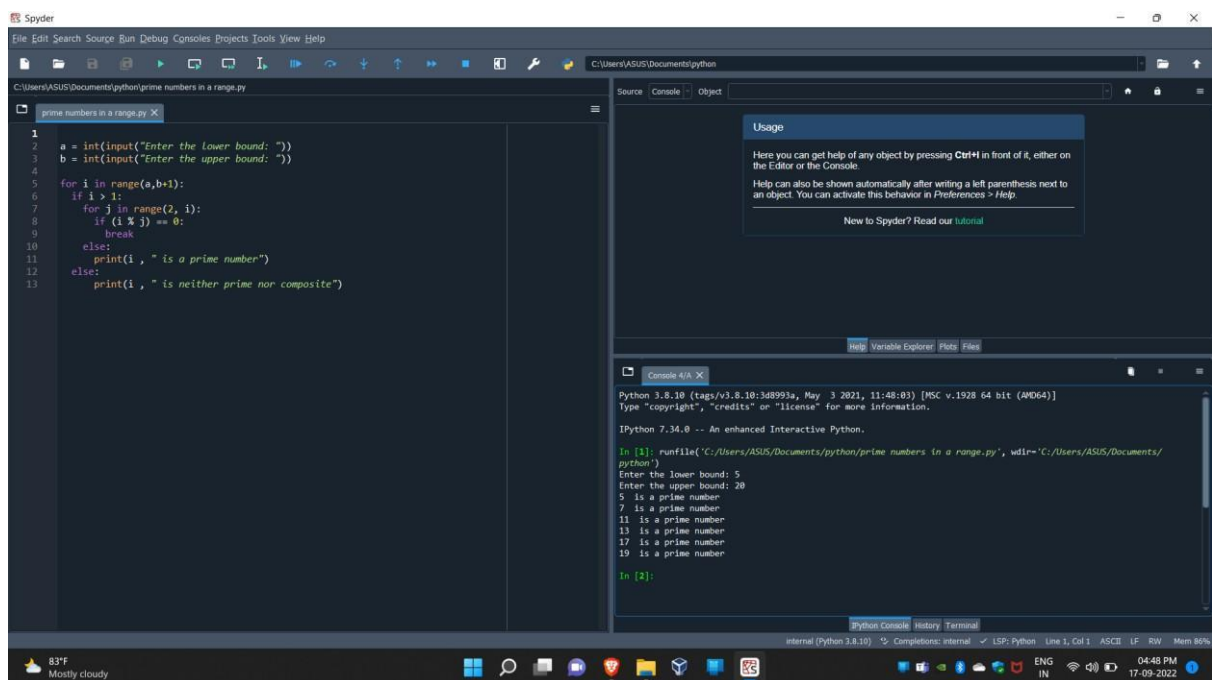 Spyder
File Edit Search Source Run Debug Consoles Projects Tools View Help
C:\Users\ASUS\Documents\python
C:\Users\ASUS\Documents\python\prime numbers in a range.py
prime numbers in a range.py
1
2 a = int(input("Enter the lower bound: "))
3 b = int(input("Enter the upper bound: "))
4
5 for i in range(a,b+1):
6   if i > 1:
7     for j in range(2, i):
8       if (i % j) == 0:
9         break
10     else:
11       print(i , " is a prime number")
12   else:
13       print(i , " is neither prime nor composite")
Source Console Object
Usage
Here you can get help of any object by pressing Ctrl+I in front of it, either on
the Editor or the Console.
Help can also be shown automatically after writing a left parenthesis next to
an object. You can activate this behavior in Preferences > Help.
New to Spyder? Read our tutorial
Help Variable Explorer Plots Files
Console 4/A
Python 3.8.10 (tags/v3.8.10:3d8993a, May  3 2021, 11:48:03) [MSC v.1928 64 bit (AMD64)]
Type "copyright", "credits" or "license" for more information.
IPython 7.34.0 -- An enhanced Interactive Python.
In [1]: runfile('C:/Users/ASUS/Documents/python/prime numbers in a range.py', wdir='C:/Users/ASUS/Documents/
python')
Enter the lower bound: 5
Enter the upper bound: 20
5  is a prime number
7  is a prime number
11  is a prime number
13  is a prime number
17  is a prime number
19  is a prime number
In [2]:
IPython Console History Terminal
internal (Python 3.8.10) Completions: internal LSP: Python Line 1, Col 1 ASCII LF RW Mem 86%
83°F
Mostly cloudy
ENG
IN
04:48 PM
17-09-2022
1